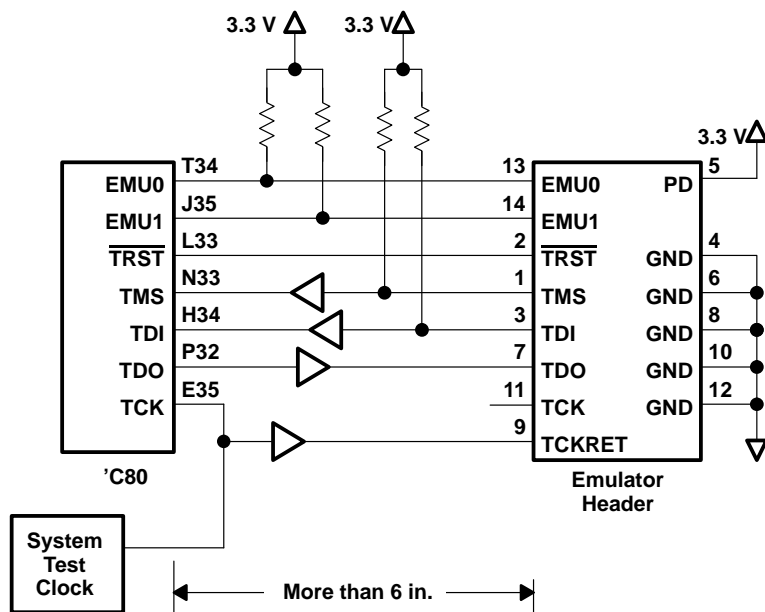 3.3 V
3.3 V
3.3 V
T34
13
5
EMU0
EMU0
PD
J35
14
EMU1
EMU1
L33
2
4
TRST
TRST
GND
N33
1
6
TMS
TMS
GND
H34
3
8
TDI
TDI
GND
P32
7
10
TDO
TDO
GND
E35
11
12
TCK
TCK
GND
9
TCKRET
'C80
Emulator
Header
System
Test
Clock
More than 6 in.